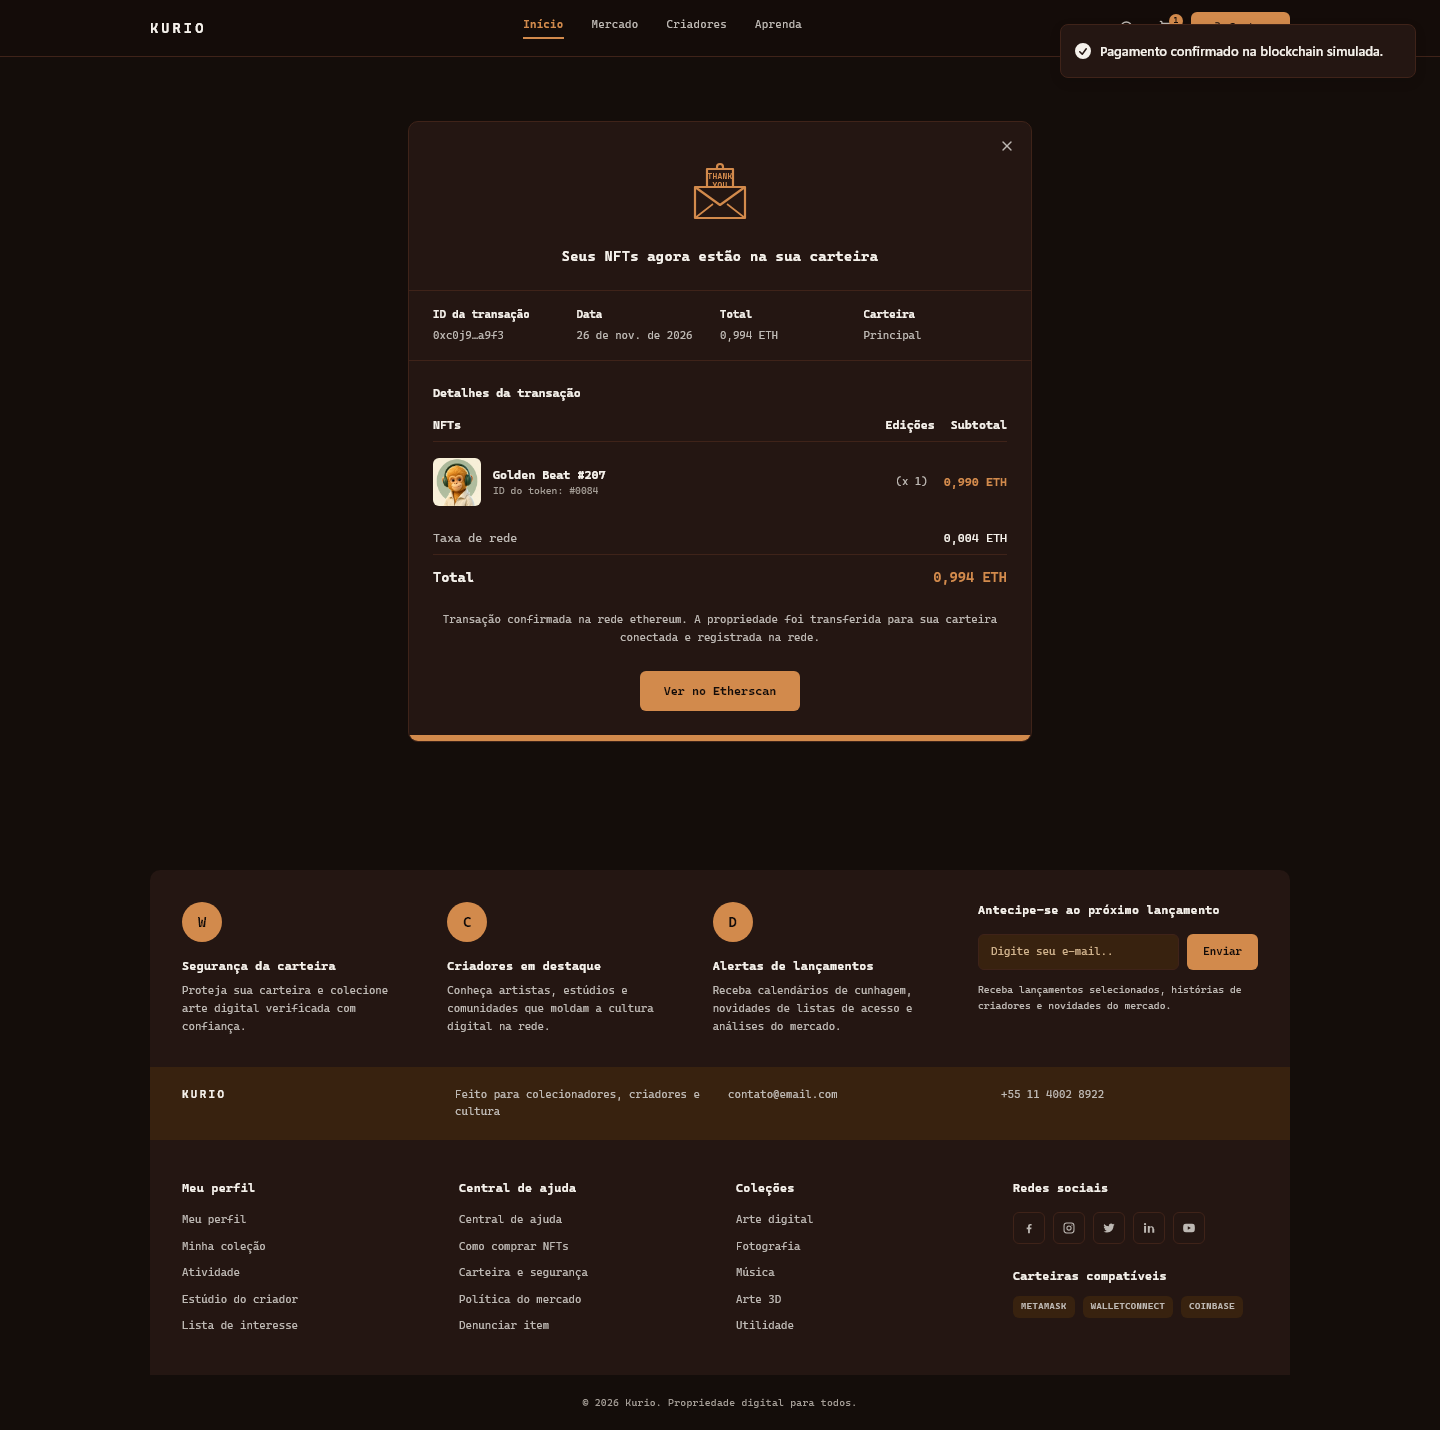 KURIO
Início
Mercado
Criadores
Aprenda
1
Pagamento confirmado na blockchain simulada.
THANK
YOU
Seus NFTs agora estão na sua carteira
ID da transação
0xc0j9…a9f3
Data
26 de nov. de 2026
Total
0,994 ETH
Carteira
Principal
Detalhes da transação
NFTs
Edições
Subtotal
Golden Beat #207
ID do token: #0084
(x 1)
0,990 ETH
Taxa de rede
0,004 ETH
Total
0,994 ETH
Transação confirmada na rede ethereum. A propriedade foi transferida para sua carteira
conectada e registrada na rede.
Ver no Etherscan
W
Segurança da carteira
Proteja sua carteira e colecione
arte digital verificada com
confiança.
C
Criadores em destaque
Conheça artistas, estúdios e
comunidades que moldam a cultura
digital na rede.
D
Alertas de lançamentos
Receba calendários de cunhagem,
novidades de listas de acesso e
análises do mercado.
Antecipe-se ao próximo lançamento
Digite seu e-mail..
Enviar
Receba lançamentos selecionados, histórias de
criadores e novidades do mercado.
KURIO
Feito para colecionadores, criadores e
cultura
contato@email.com
+55 11 4002 8922
Meu perfil
Meu perfil
Minha coleção
Atividade
Estúdio do criador
Lista de interesse
Central de ajuda
Central de ajuda
Como comprar NFTs
Carteira e segurança
Política do mercado
Denunciar item
Coleções
Arte digital
Fotografia
Música
Arte 3D
Utilidade
Redes sociais
Carteiras compatíveis
METAMASK
WALLETCONNECT
COINBASE
© 2026 Kurio. Propriedade digital para todos.